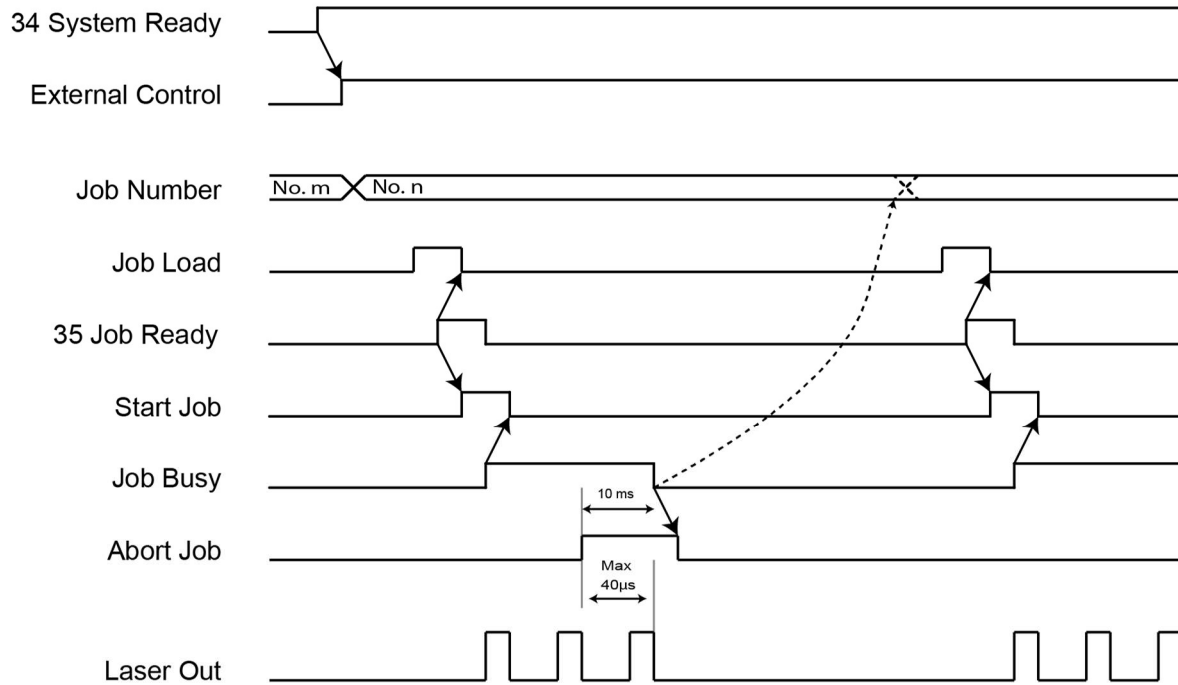 34 System Ready
External Control
Job Number
No. m
No. n
Job Load
35 Job Ready
Start Job
Job Busy
10 ms
Abort Job
Max
40μs
Laser Out